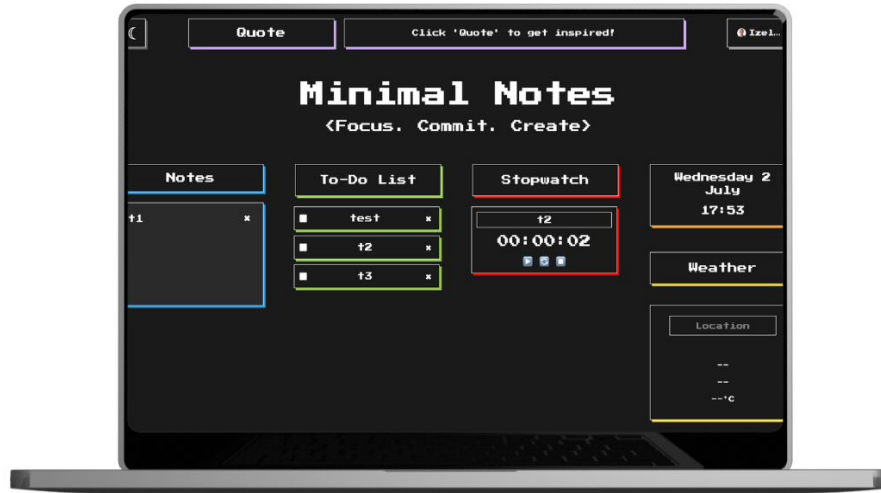 Quote
Click 'Quote' to get inspired!
Izel...
Minimal Notes
<Focus. Commit. Create>
Notes
t1 ×
To-Do List
test ×
t2 ×
t3 ×
Stopwatch
t2
00:00:02
Wednesday 2
July
17:53
Weather
Location
--
--
--°C